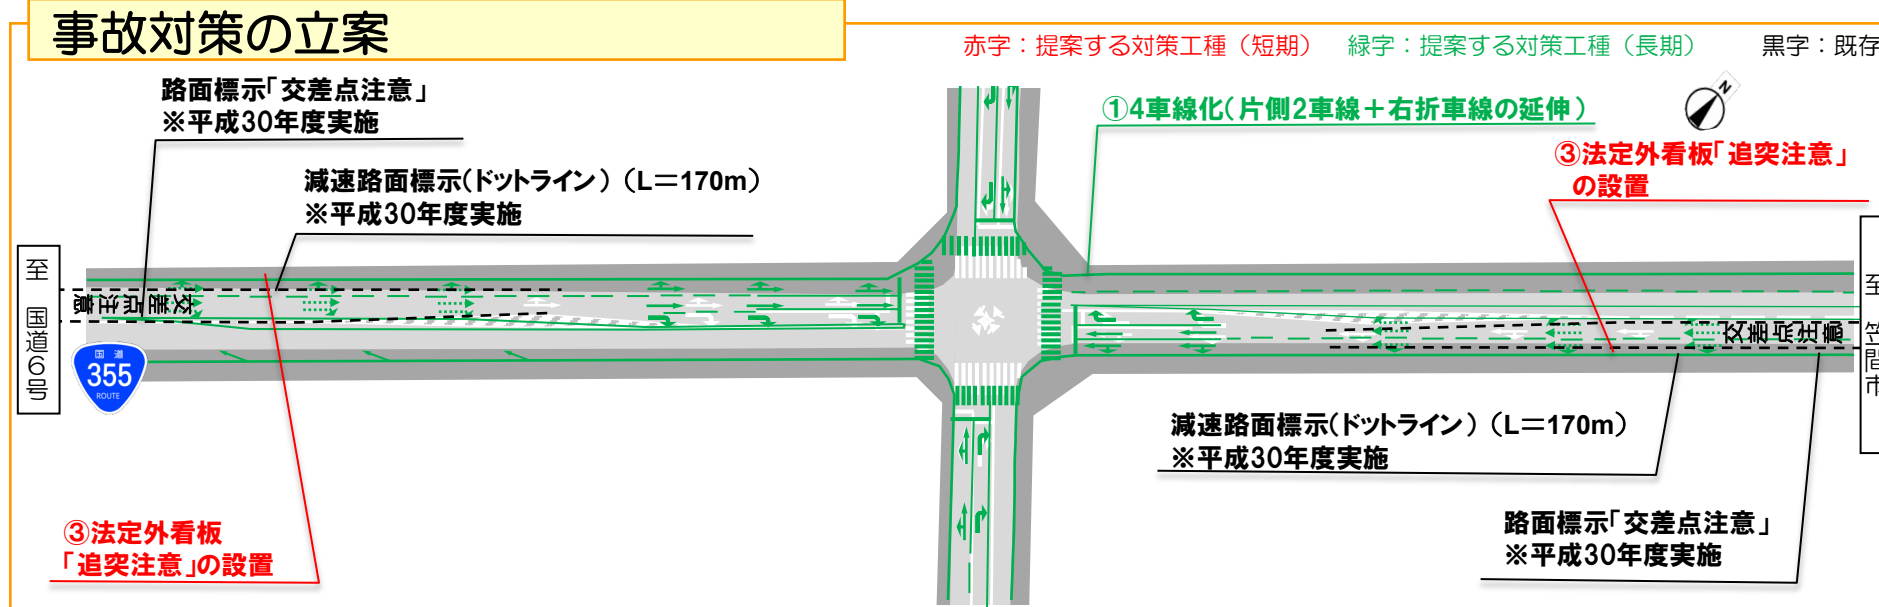 事故対策の立案
赤字：提案する対策工種（短期）
緑字：提案する対策工種（長期）
黒字：既存
路面標示「交差点注意」
※平成30年度実施
減速路面標示(ドットライン）（L＝170m）
※平成30年度実施
①4車線化（片側2車線＋右折車線の延伸）
N
③法定外看板「追突注意」
の設置
至 国道6号
交差点注意
国道
355
ROUTE
交差点注意
至 笠間市
減速路面標示(ドットライン）（L＝170m）
※平成30年度実施
③法定外看板
「追突注意」の設置
路面標示「交差点注意」
※平成30年度実施